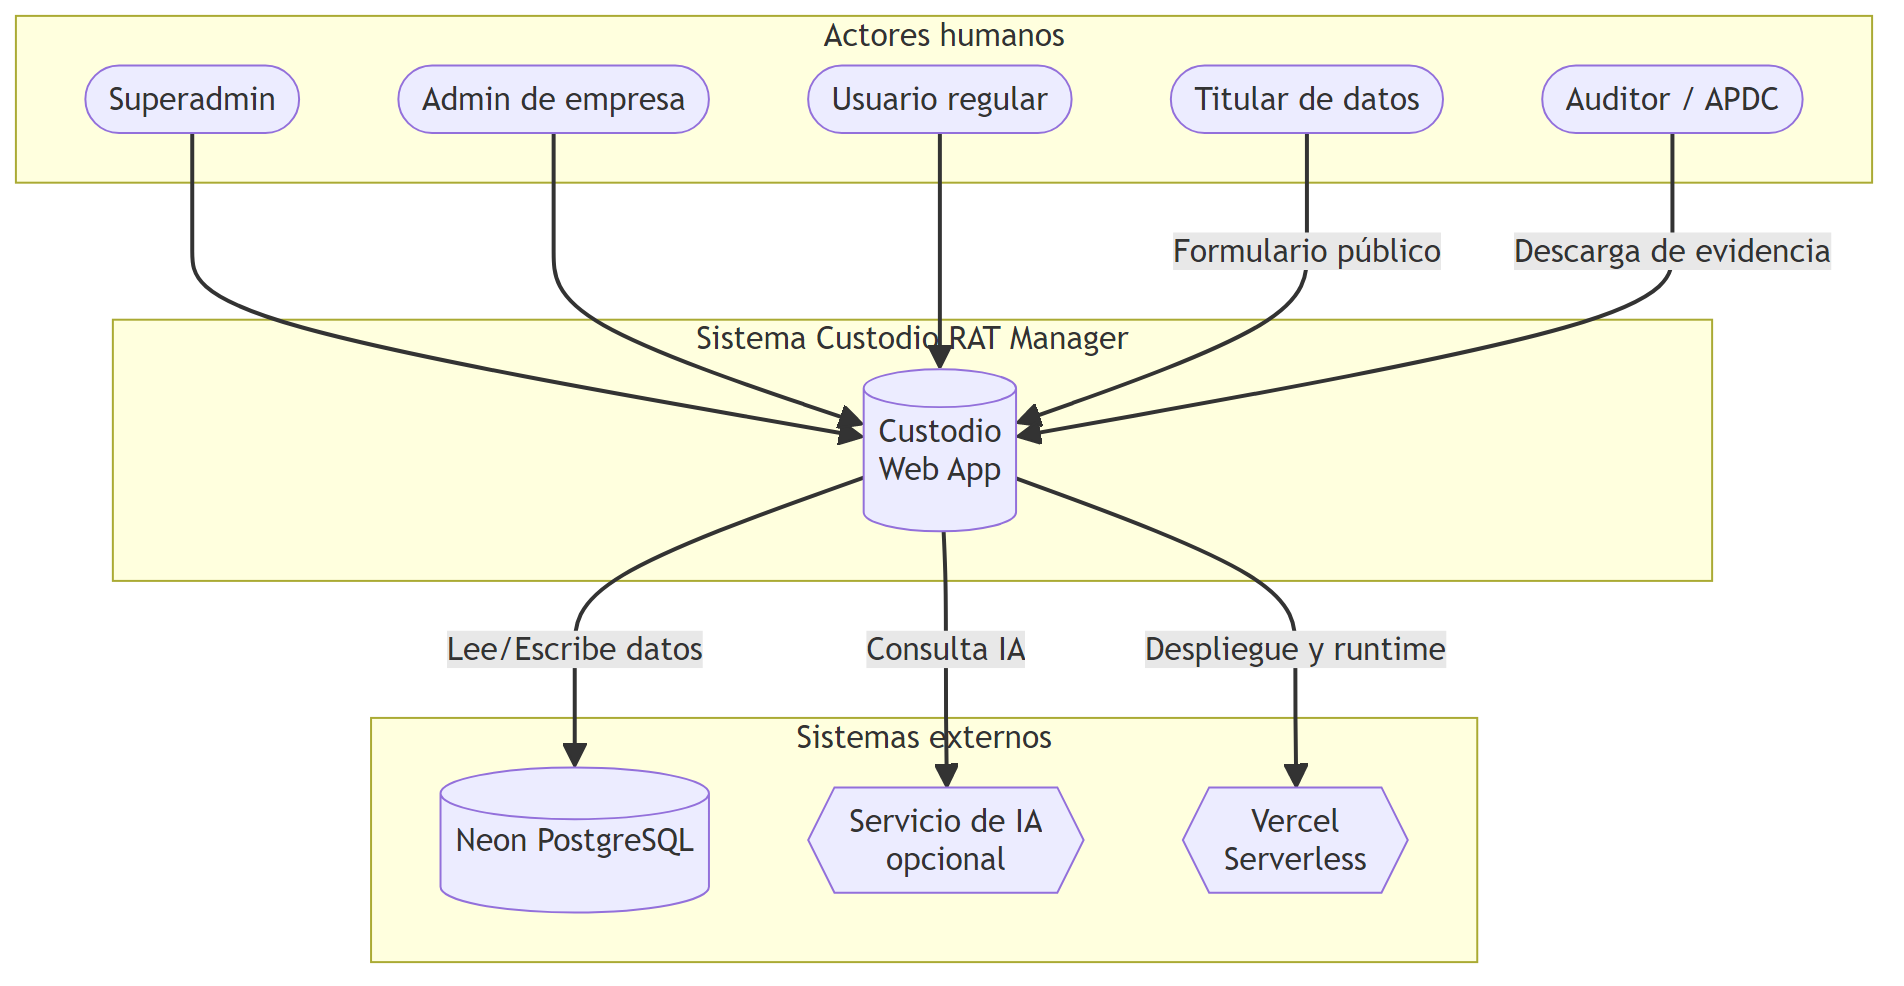 Actores humanos
Superadmin
Admin de empresa
Usuario regular
Titular de datos
Auditor / APDC
Formulario público
Descarga de evidencia
Sistema Custodio RAT Manager
Custodio
Web App
Lee/Escribe datos
Consulta IA
Despliegue y runtime
Sistemas externos
Neon PostgreSQL
Servicio de IA
opcional
Vercel
Serverless